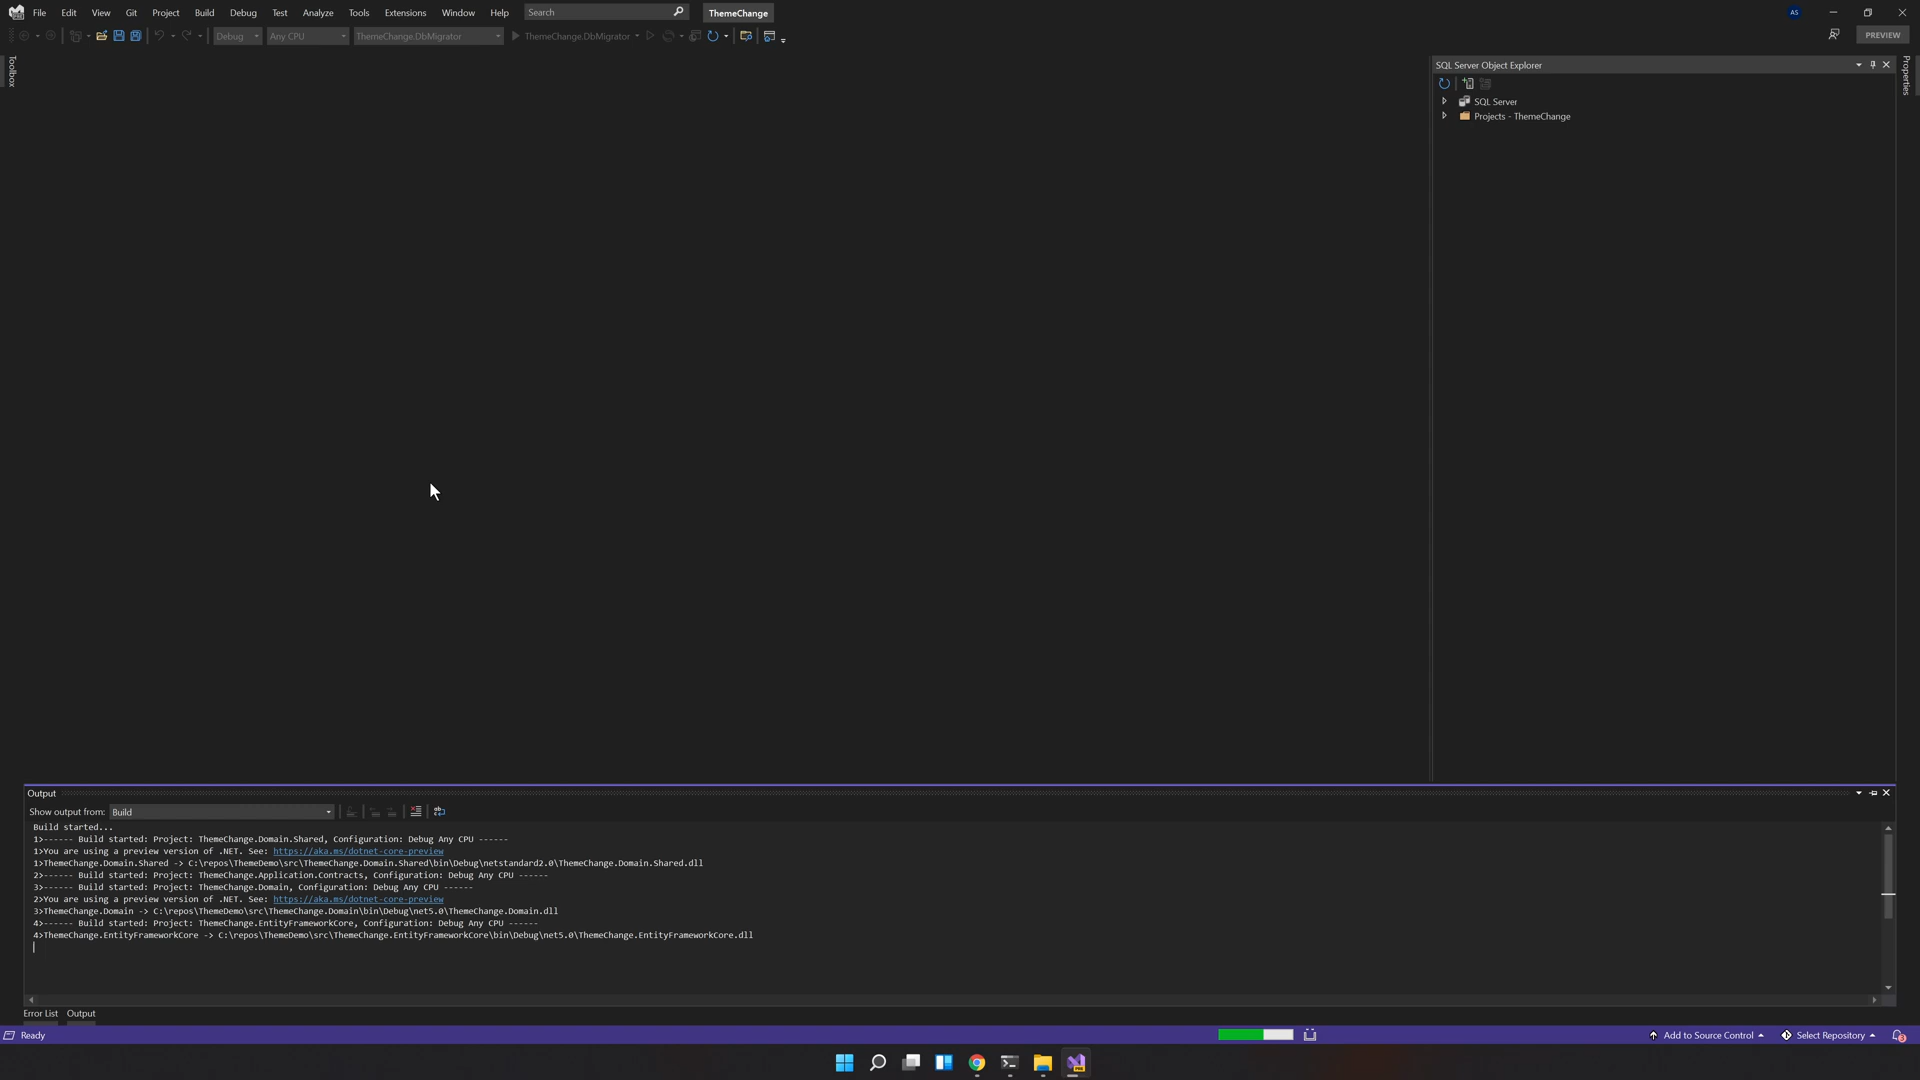 File Edit View Git Project Build Debug Test Analyze Tools Extensions Window Help Search ThemeChange AS
Debug Any CPU ThemeChange.DbMigrator ThemeChange.DbMigrator PREVIEW
Toolbox
SQL Server Object Explorer
SQL Server
Projects - ThemeChange
Properties
Output
Show output from: Build
Build started...
1>------ Build started: Project: ThemeChange.Domain.Shared, Configuration: Debug Any CPU ------
1>You are using a preview version of .NET. See: https://aka.ms/dotnet-core-preview
1>ThemeChange.Domain.Shared -> C:\repos\ThemeDemo\src\ThemeChange.Domain.Shared\bin\Debug\netstandard2.0\ThemeChange.Domain.Shared.dll
2>------ Build started: Project: ThemeChange.Application.Contracts, Configuration: Debug Any CPU ------
3>------ Build started: Project: ThemeChange.Domain, Configuration: Debug Any CPU ------
2>You are using a preview version of .NET. See: https://aka.ms/dotnet-core-preview
3>ThemeChange.Domain -> C:\repos\ThemeDemo\src\ThemeChange.Domain\bin\Debug\net5.0\ThemeChange.Domain.dll
4>------ Build started: Project: ThemeChange.EntityFrameworkCore, Configuration: Debug Any CPU ------
4>ThemeChange.EntityFrameworkCore -> C:\repos\ThemeDemo\src\ThemeChange.EntityFrameworkCore\bin\Debug\net5.0\ThemeChange.EntityFrameworkCore.dll
Error List Output
Ready Add to Source Control Select Repository 3